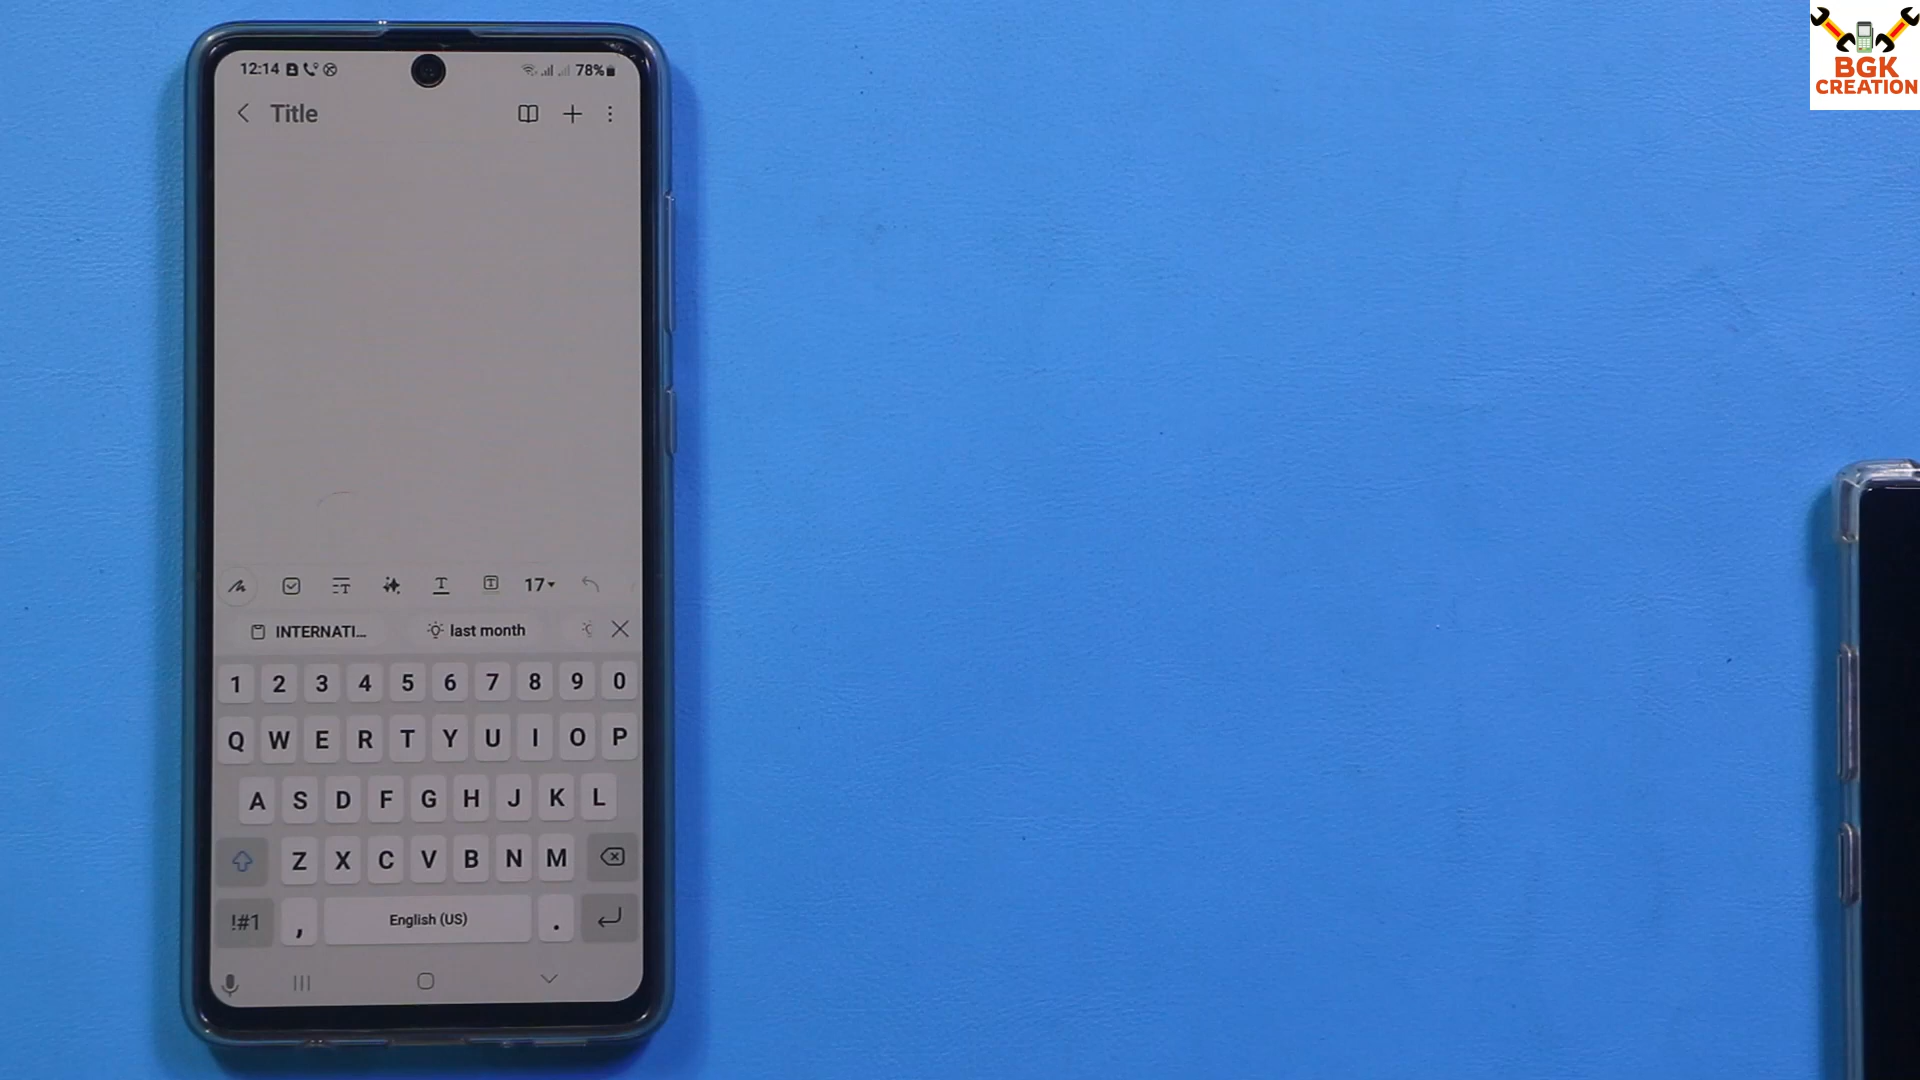 12:14
78%
Title
17
INTERNATI...
last month
1 2 3 4 5 6 7 8 9 0
Q W E R T Y U I O P
A S D F G H J K L
Z X C V B N M
!#1 , English (US) .
BGK
CREATION